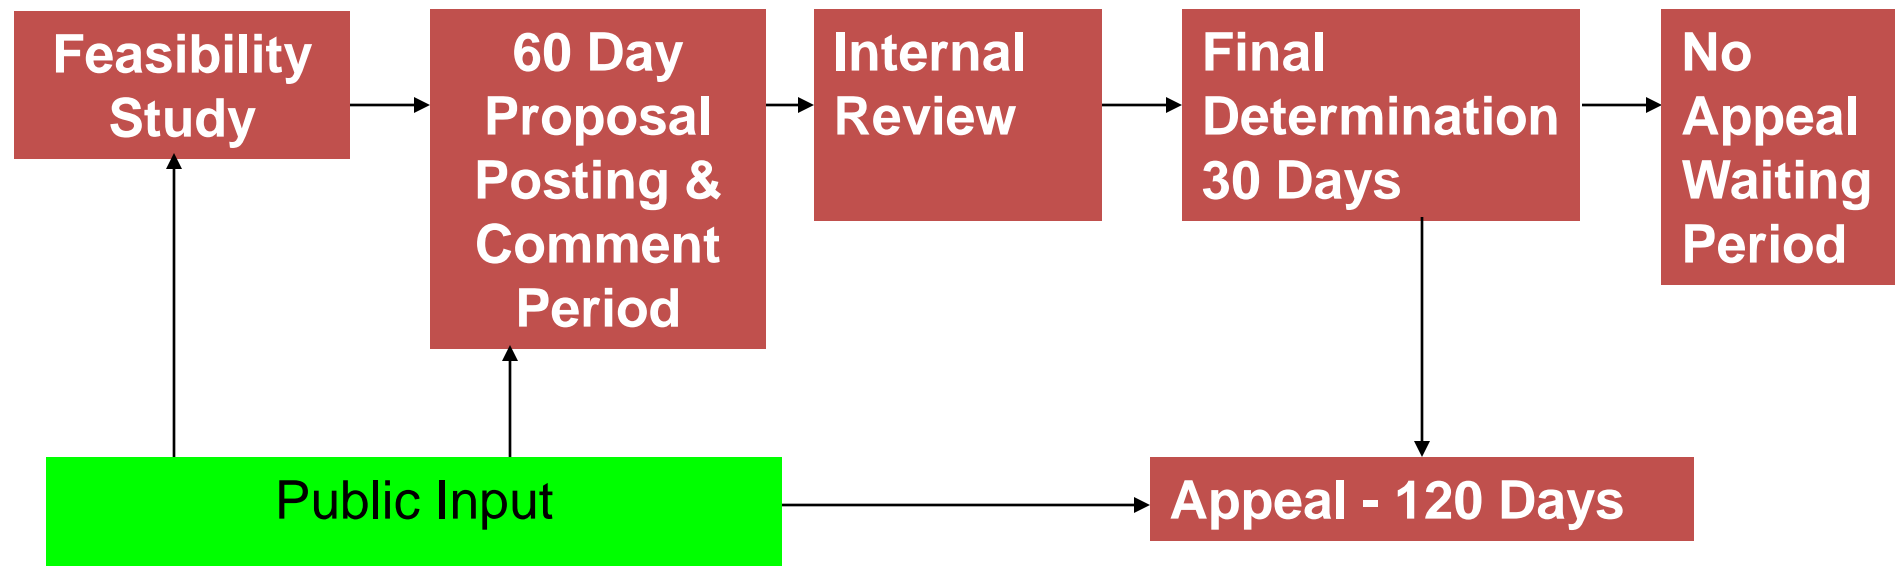 Feasibility
Study
60 Day
Proposal
Posting &
Comment
Period
Internal
Review
Final
Determination
30 Days
No
Appeal
Waiting
Period
Public Input
Appeal - 120 Days